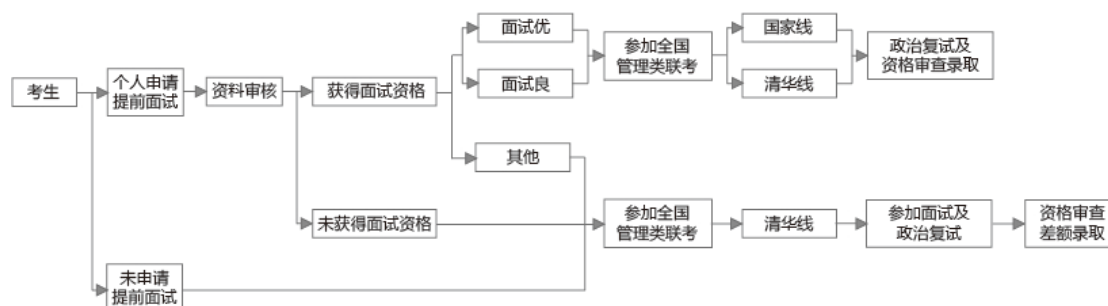 考生
个人申请
提前面试
资料审核
获得面试资格
面试优
面试良
参加全国
管理类联考
国家线
清华线
政治复试及
资格审查录取
其他
未获得面试资格
参加全国
管理类联考
清华线
参加面试及
政治复试
资格审查
差额录取
未申请
提前面试